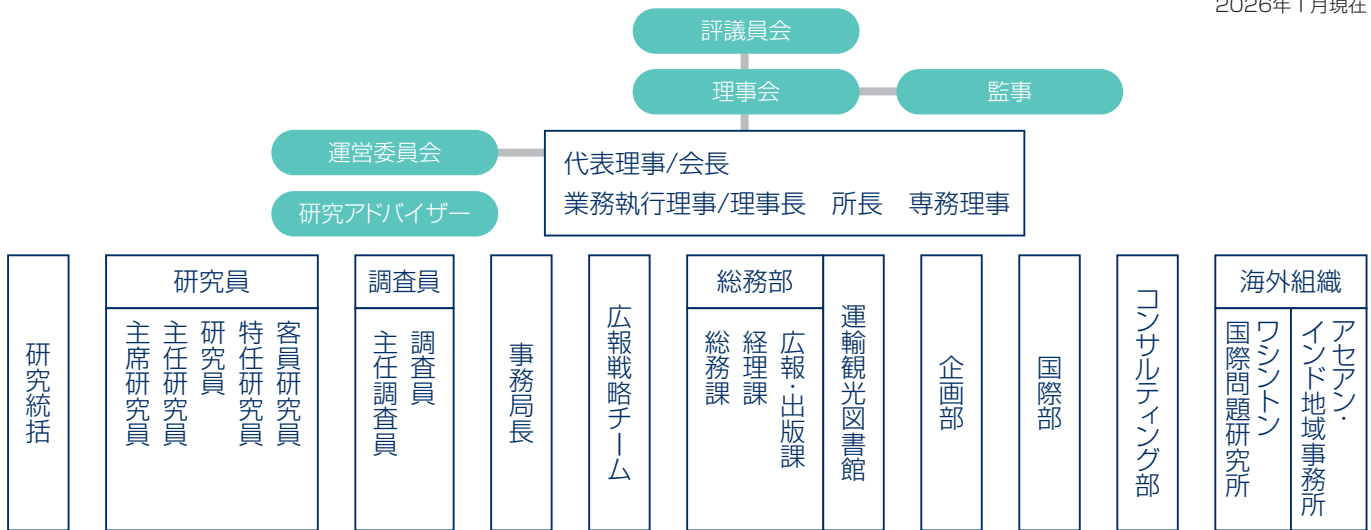 2026年1月現在
評議員会
理事会
監事
運営委員会
代表理事/会長
業務執行理事/理事長 所長 専務理事
研究アドバイザー
研究統括
研究員
主席研究員
主任研究員
研究員
特任研究員
客員研究員
調査員
主任調査員
調査員
事務局長
広報戦略チーム
総務部
総務課
経理課
広報・出版課
運輸観光図書館
企画部
国際部
コンサルティング部
海外組織
ワシントン
国際問題研究所
アセアン・
インド地域事務所